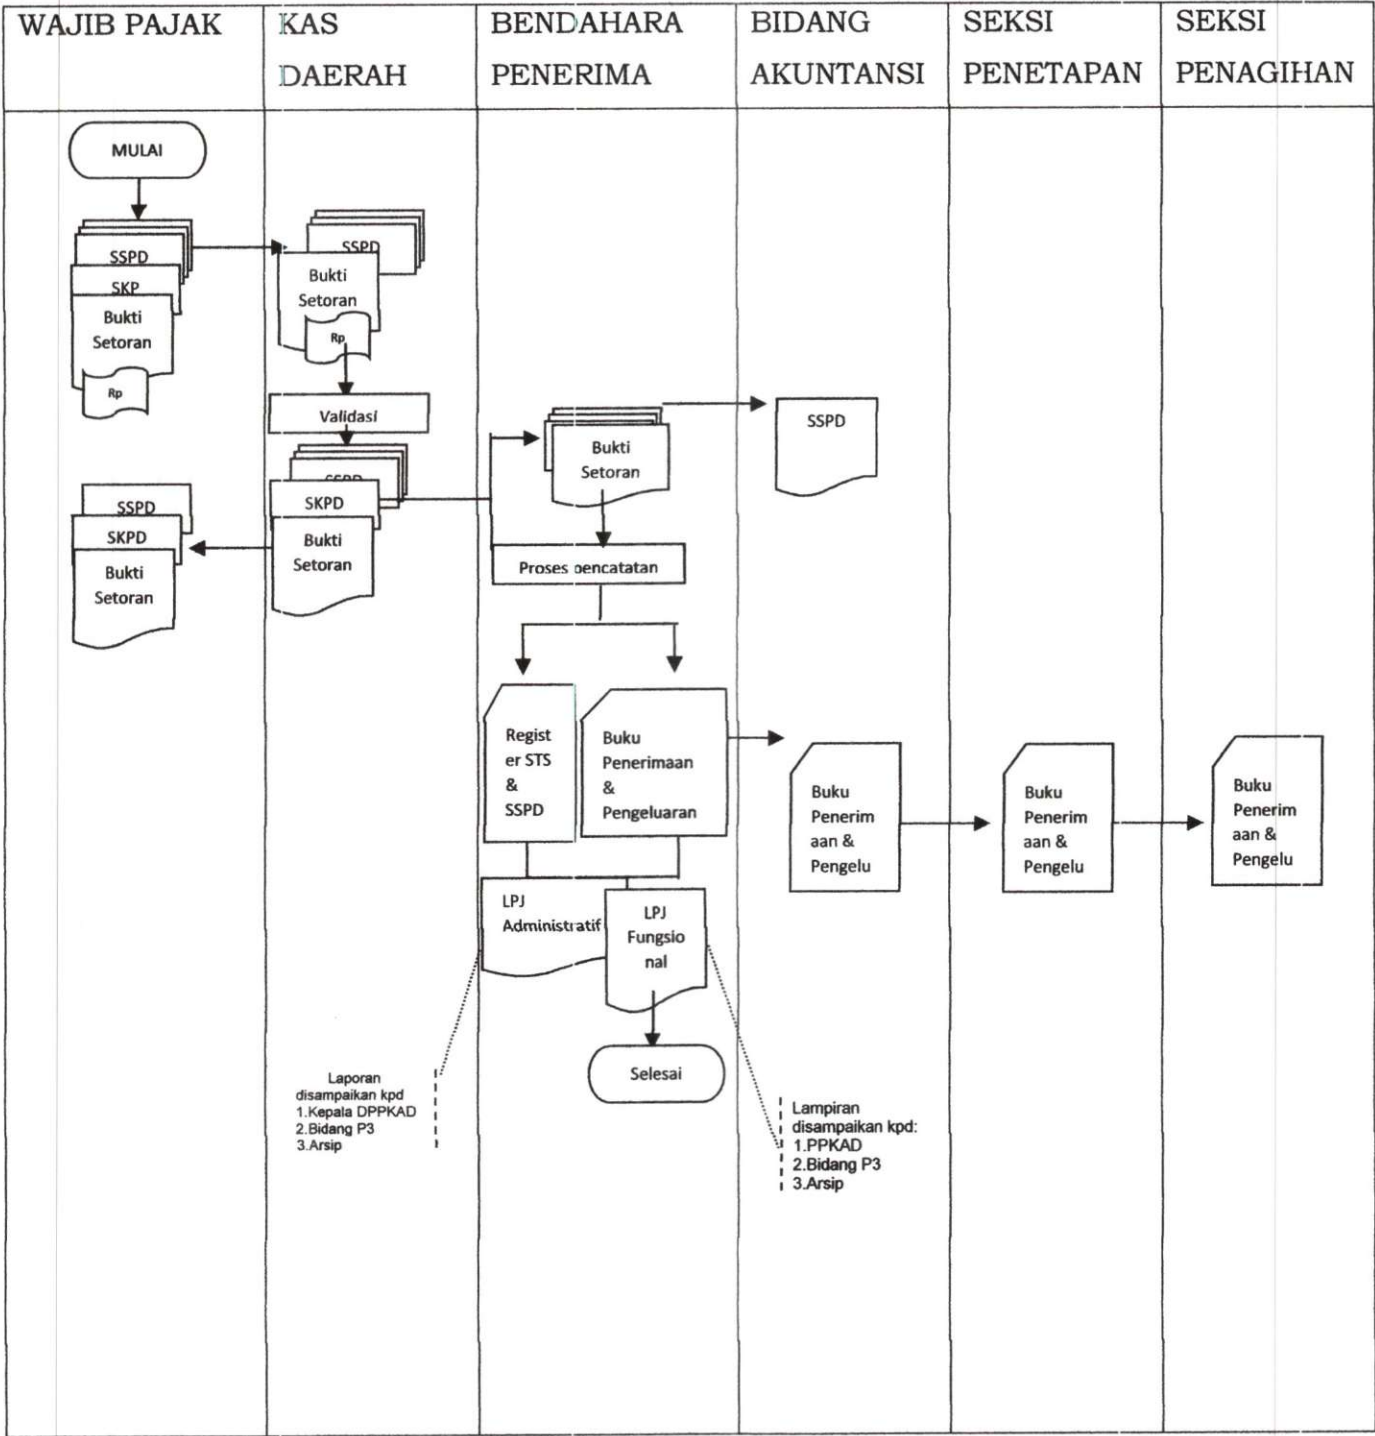 WAJIB PAJAK
KAS
DAERAH
BENDAHARA
PENERIMA
BIDANG
AKUNTANSI
SEKSI
PENETAPAN
SEKSI
PENAGIHAN
MULAI
SSPD
SKP
Bukti
Setoran
Rp
SSPD
Bukti
Setoran
Rp
Validasi
SSPD
SKPD
Bukti
Setoran
SSPD
SKPD
Bukti
Setoran
Bukti
Setoran
SSPD
Proses pencatatan
Regist
er STS
&
SSPD
Buku
Penerimaan
&
Pengeluaran
Buku
Penerim
aan &
Pengelu
Buku
Penerim
aan &
Pengelu
Buku
Penerim
aan &
Pengelu
LPJ
Administratif
LPJ
Fungsio
nal
Selesai
Laporan
disampaikan kpd
1.Kepala DPPKAD
2.Bidang P3
3.Arsip
Lampiran
disampaikan kpd:
1.PPKAD
2.Bidang P3
3.Arsip